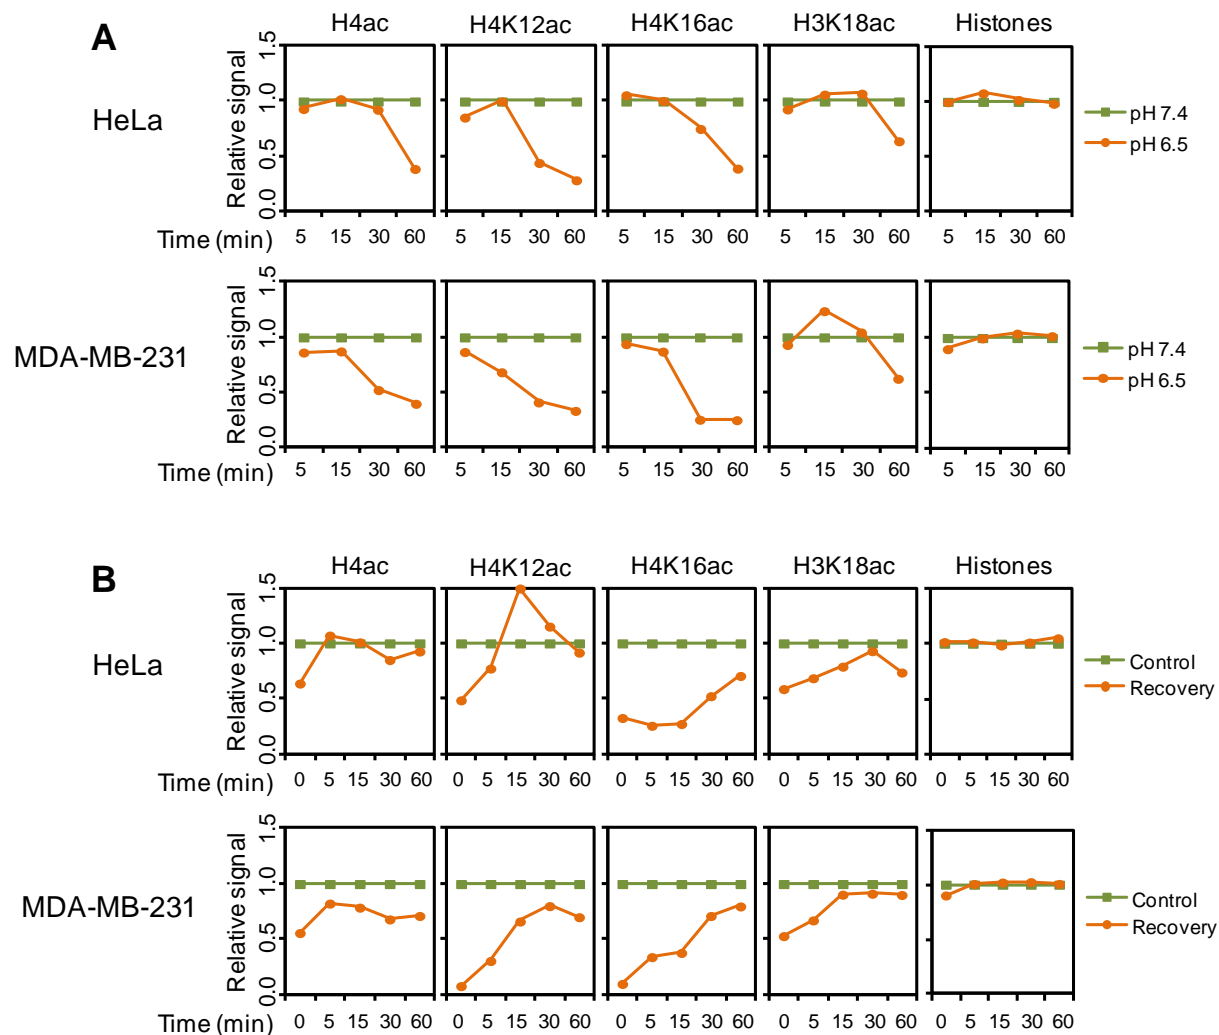 A
H4ac H4K12ac H4K16ac H3K18ac Histones
HeLa
Relative signal
0.0 0.5 1.0 1.5
pH 7.4
pH 6.5
Time (min) 5 15 30 60 5 15 30 60 5 15 30 60 5 15 30 60 5 15 30 60
MDA-MB-231
Relative signal
0.0 0.5 1.0 1.5
pH 7.4
pH 6.5
Time (min) 5 15 30 60 5 15 30 60 5 15 30 60 5 15 30 60 5 15 30 60
B
H4ac H4K12ac H4K16ac H3K18ac Histones
HeLa
Relative signal
0.0 0.5 1.0 1.5
Control
Recovery
Time (min) 0 5 15 30 60 0 5 15 30 60 0 5 15 30 60 0 5 15 30 60 0 5 15 30 60
MDA-MB-231
Relative signal
0.0 0.5 1.0 1.5
Control
Recovery
Time (min) 0 5 15 30 60 0 5 15 30 60 0 5 15 30 60 0 5 15 30 60 0 5 15 30 60